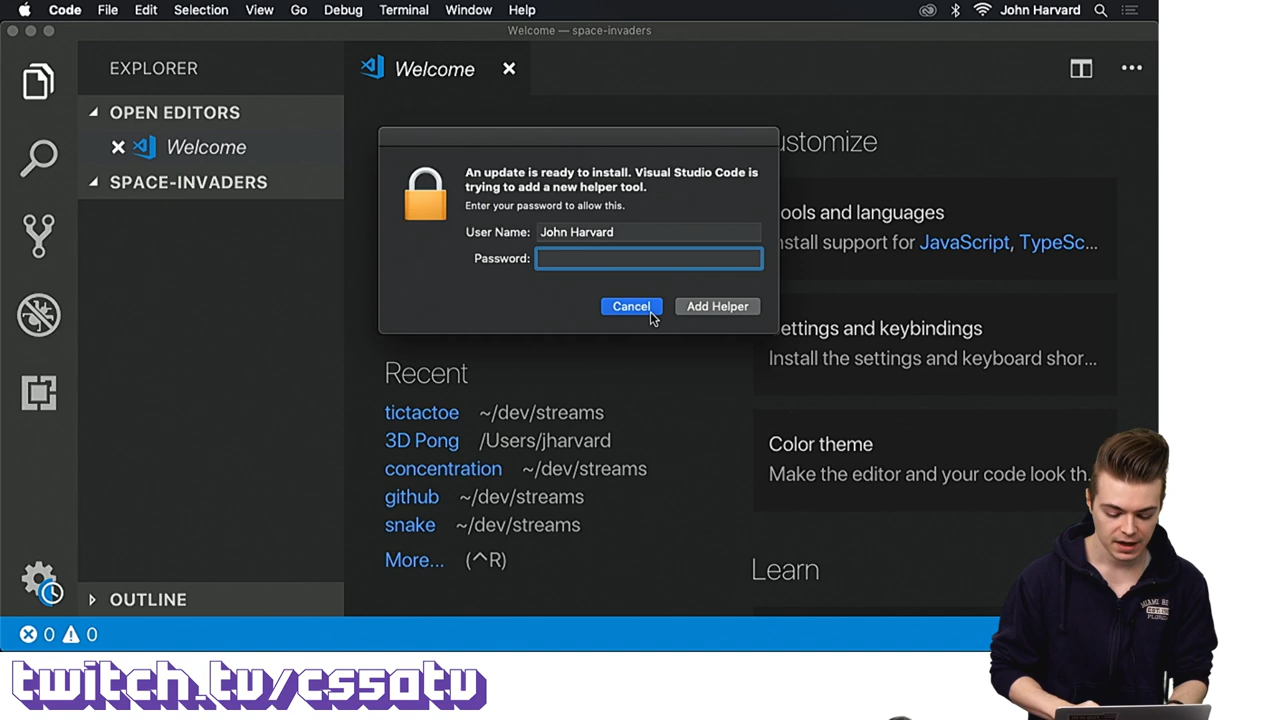 Code File Edit Selection View Go Debug Terminal Window Help John Harvard
Welcome — space-invaders
EXPLORER
Welcome
OPEN EDITORS
Welcome
SPACE-INVADERS
ustomize
An update is ready to install. Visual Studio Code is
trying to add a new helper tool.
Enter your password to allow this.
User Name: John Harvard
Password:
Cancel Add Helper
ools and languages
nstall support for JavaScript, TypeSc...
ettings and keybindings
Install the settings and keyboard shor...
Color theme
Make the editor and your code look th...
Recent
tictactoe ~/dev/streams
3D Pong /Users/jharvard
concentration ~/dev/streams
github ~/dev/streams
snake ~/dev/streams
More... (^R)
Learn
OUTLINE
0 0
twitch.tv/cs50tv